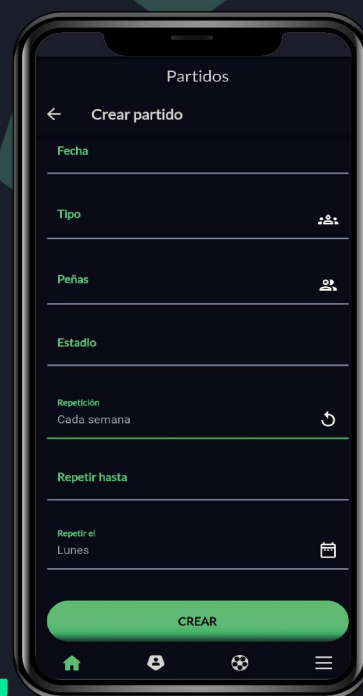 Partidos
Crear partido
Fecha
Tipo
Peñas
Estadio
Repetición
Cada semana
Repetir hasta
Repetir el
Lunes
CREAR